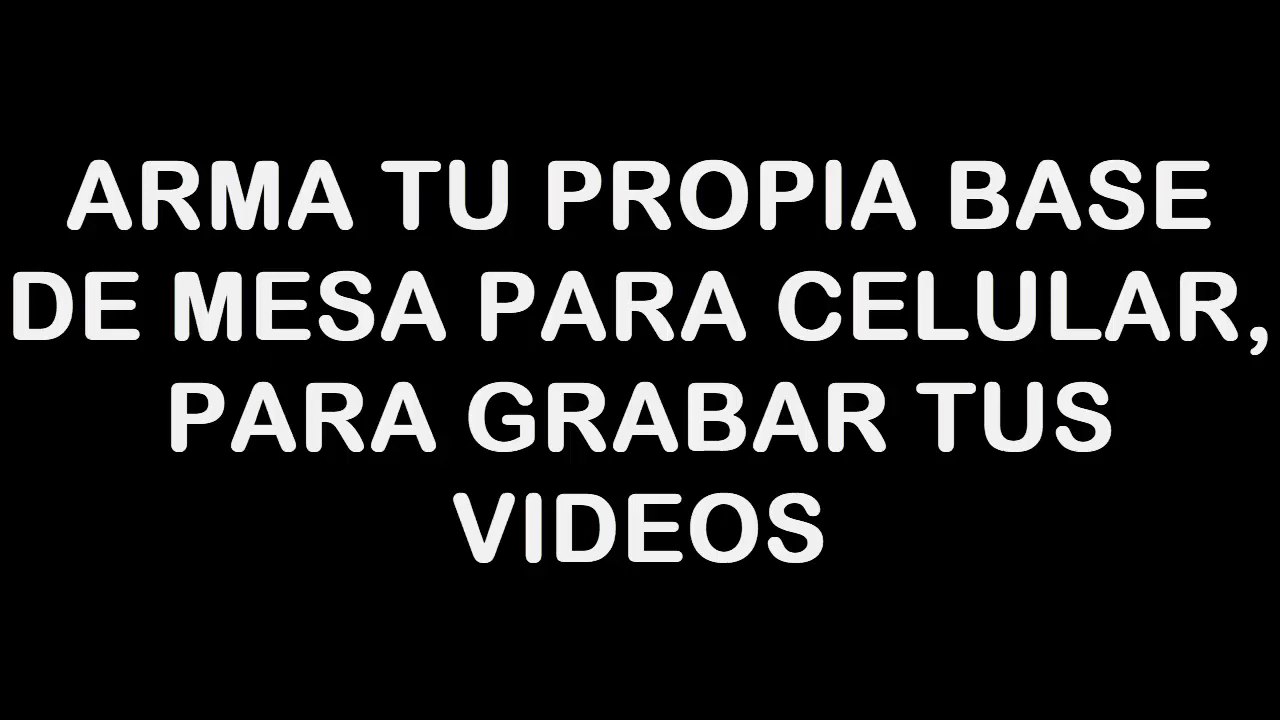 ARMA TU PROPIA BASE
DE MESA PARA CELULAR,
PARA GRABAR TUS
VIDEOS